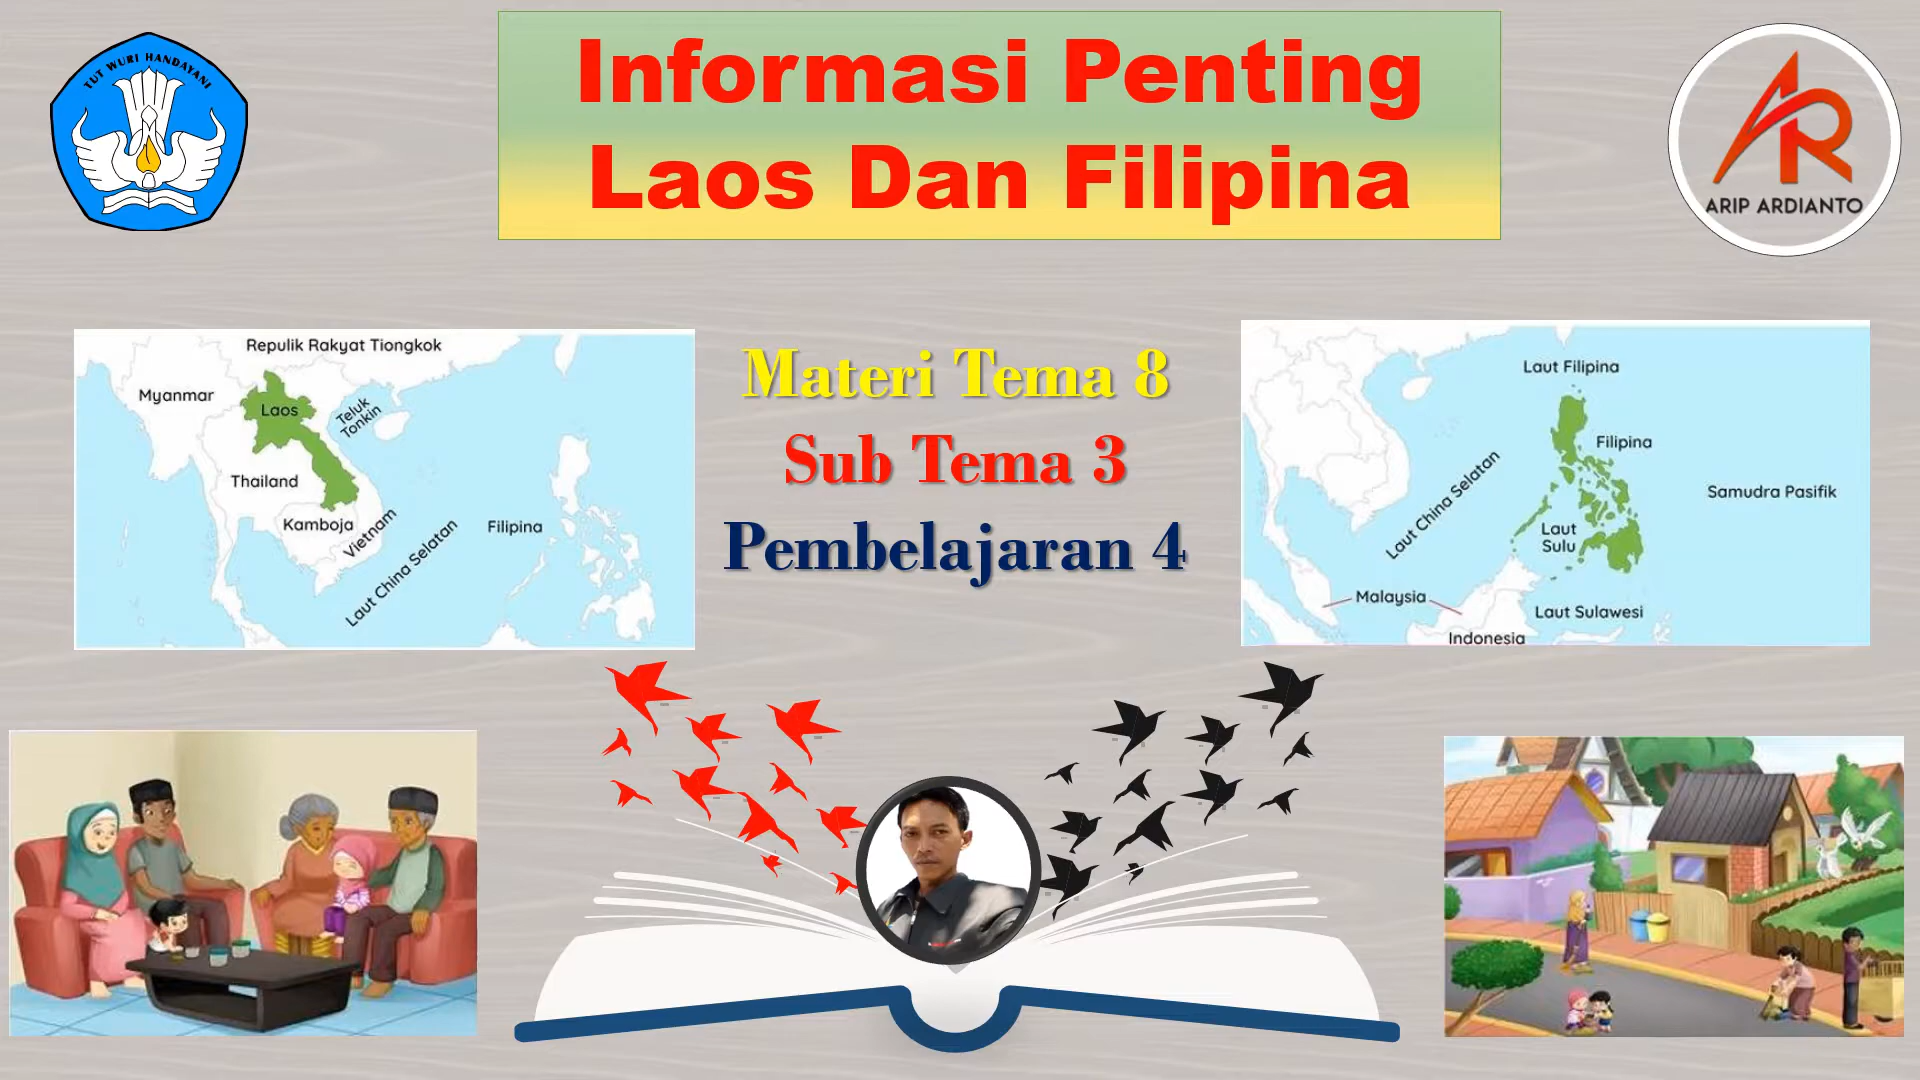 TUT WURI HANDAYANI
Informasi Penting
Laos Dan Filipina
ARIP ARDIANTO
Materi Tema 8
Sub Tema 3
Pembelajaran 4
Repulik Rakyat Tiongkok
Myanmar
Laos
Teluk
Tonkin
Thailand
Kamboja
Vietnam
Laut China Selatan
Filipina
Laut Filipina
Filipina
Laut China Selatan
Samudra Pasifik
Laut
Sulu
Malaysia
Laut Sulawesi
Indonesia